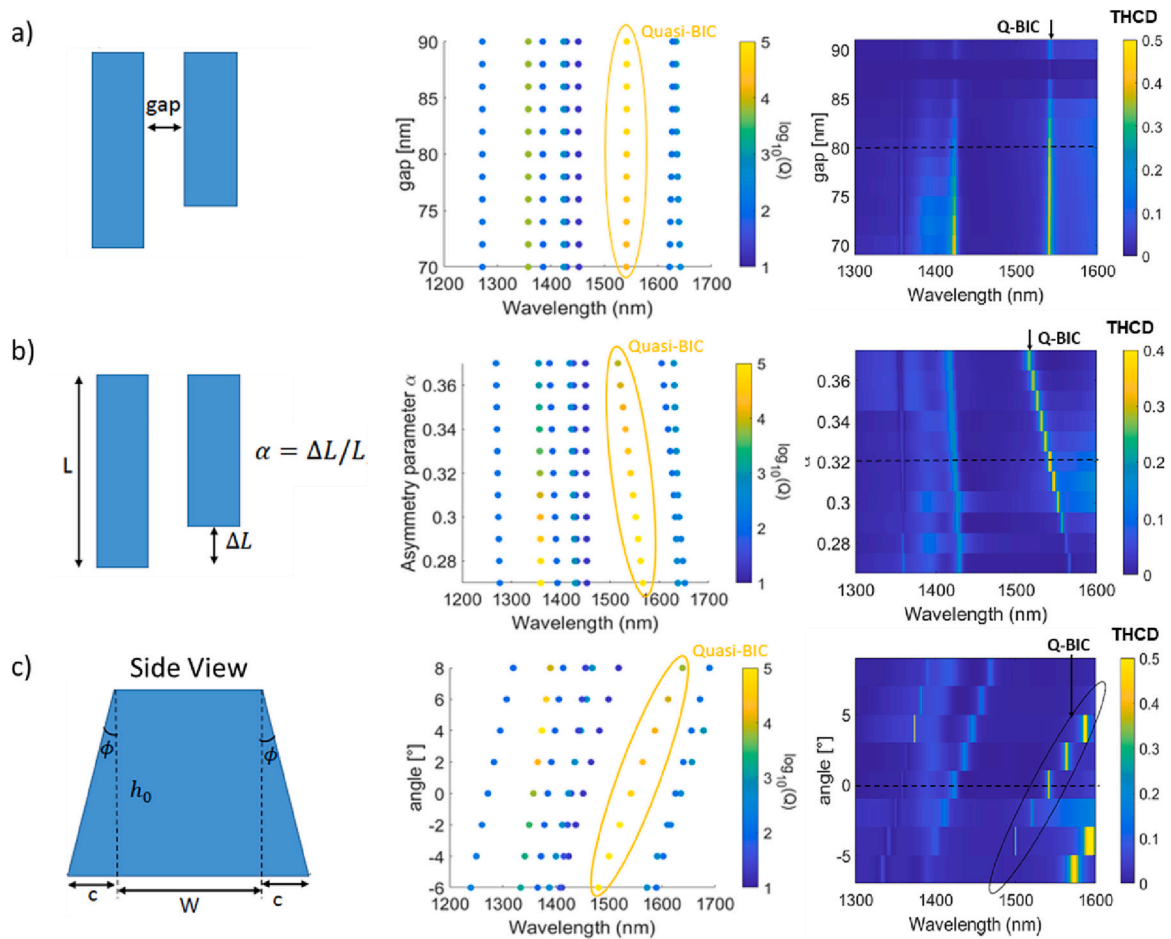 a)
gap
Quasi-BIC
90
86
82
80
78
74
70
gap [nm]
1200 1300 1400 1500 1600 1700
Wavelength (nm)
5
4
3
2
1
log10(Q)
Q-BIC
THCD
90
85
80
75
70
gap [nm]
1300 1400 1500 1600
Wavelength (nm)
0.5
0.4
0.3
0.2
0.1
0
b)
L
α = ΔL/L
ΔL
Quasi-BIC
0.36
0.34
0.32
0.3
0.28
Asymmetry parameter α
1200 1300 1400 1500 1600 1700
Wavelength (nm)
5
4
3
2
1
log10(Q)
Q-BIC
THCD
0.36
0.34
0.32
0.3
0.28
1300 1400 1500 1600
Wavelength (nm)
0.4
0.3
0.2
0.1
0
c)
Side View
ϕ
ϕ
h0
c
W
c
Quasi-BIC
8
6
4
2
0
-2
-4
-6
angle [°]
1200 1300 1400 1500 1600 1700
Wavelength (nm)
5
4
3
2
1
log10(Q)
Q-BIC
THCD
5
0
-5
angle [°]
1300 1400 1500 1600
Wavelength (nm)
0.5
0.4
0.3
0.2
0.1
0.0